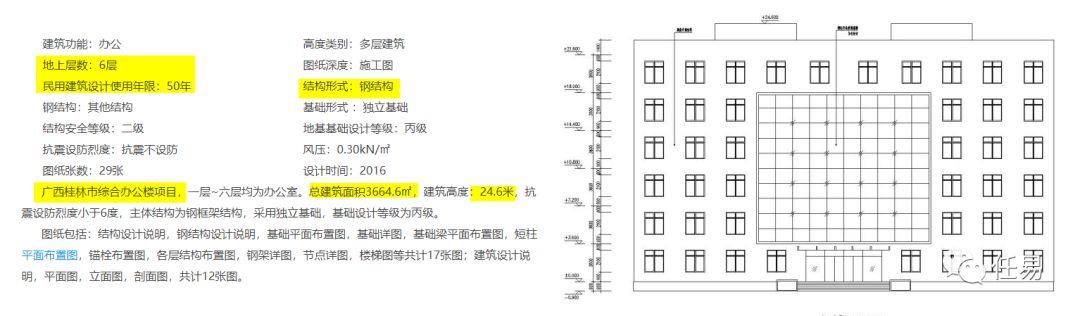 建筑功能：办公
高度类别：多层建筑
地上层数：6层
图纸深度：施工图
民用建筑设计使用年限：50年
结构形式：钢结构
钢结构：其他结构
基础形式：独立基础
结构安全等级：二级
地基基础设计等级：丙级
抗震设防烈度：抗震不设防
风压：0.30kN/㎡
图纸张数：29张
设计时间：2016
广西桂林市综合办公楼项目，一层~六层均为办公室。总建筑面积3664.6㎡，建筑高度：24.6米，抗
震设防烈度小于6度，主体结构为钢框架结构，采用独立基础，基础设计等级为丙级。
图纸包括：结构设计说明，钢结构设计说明，基础平面布置图，基础详图，基础梁平面布置图，短柱
平面布置图，锚栓布置图，各层结构布置图，钢架详图，节点详图，楼梯图等共计17张图；建筑设计说
明，平面图，立面图，剖面图，共计12张图。
+24.600
+21.600
+18.000
+14.400
+10.800
+7.200
+3.600
±0.000
-0.900
任易